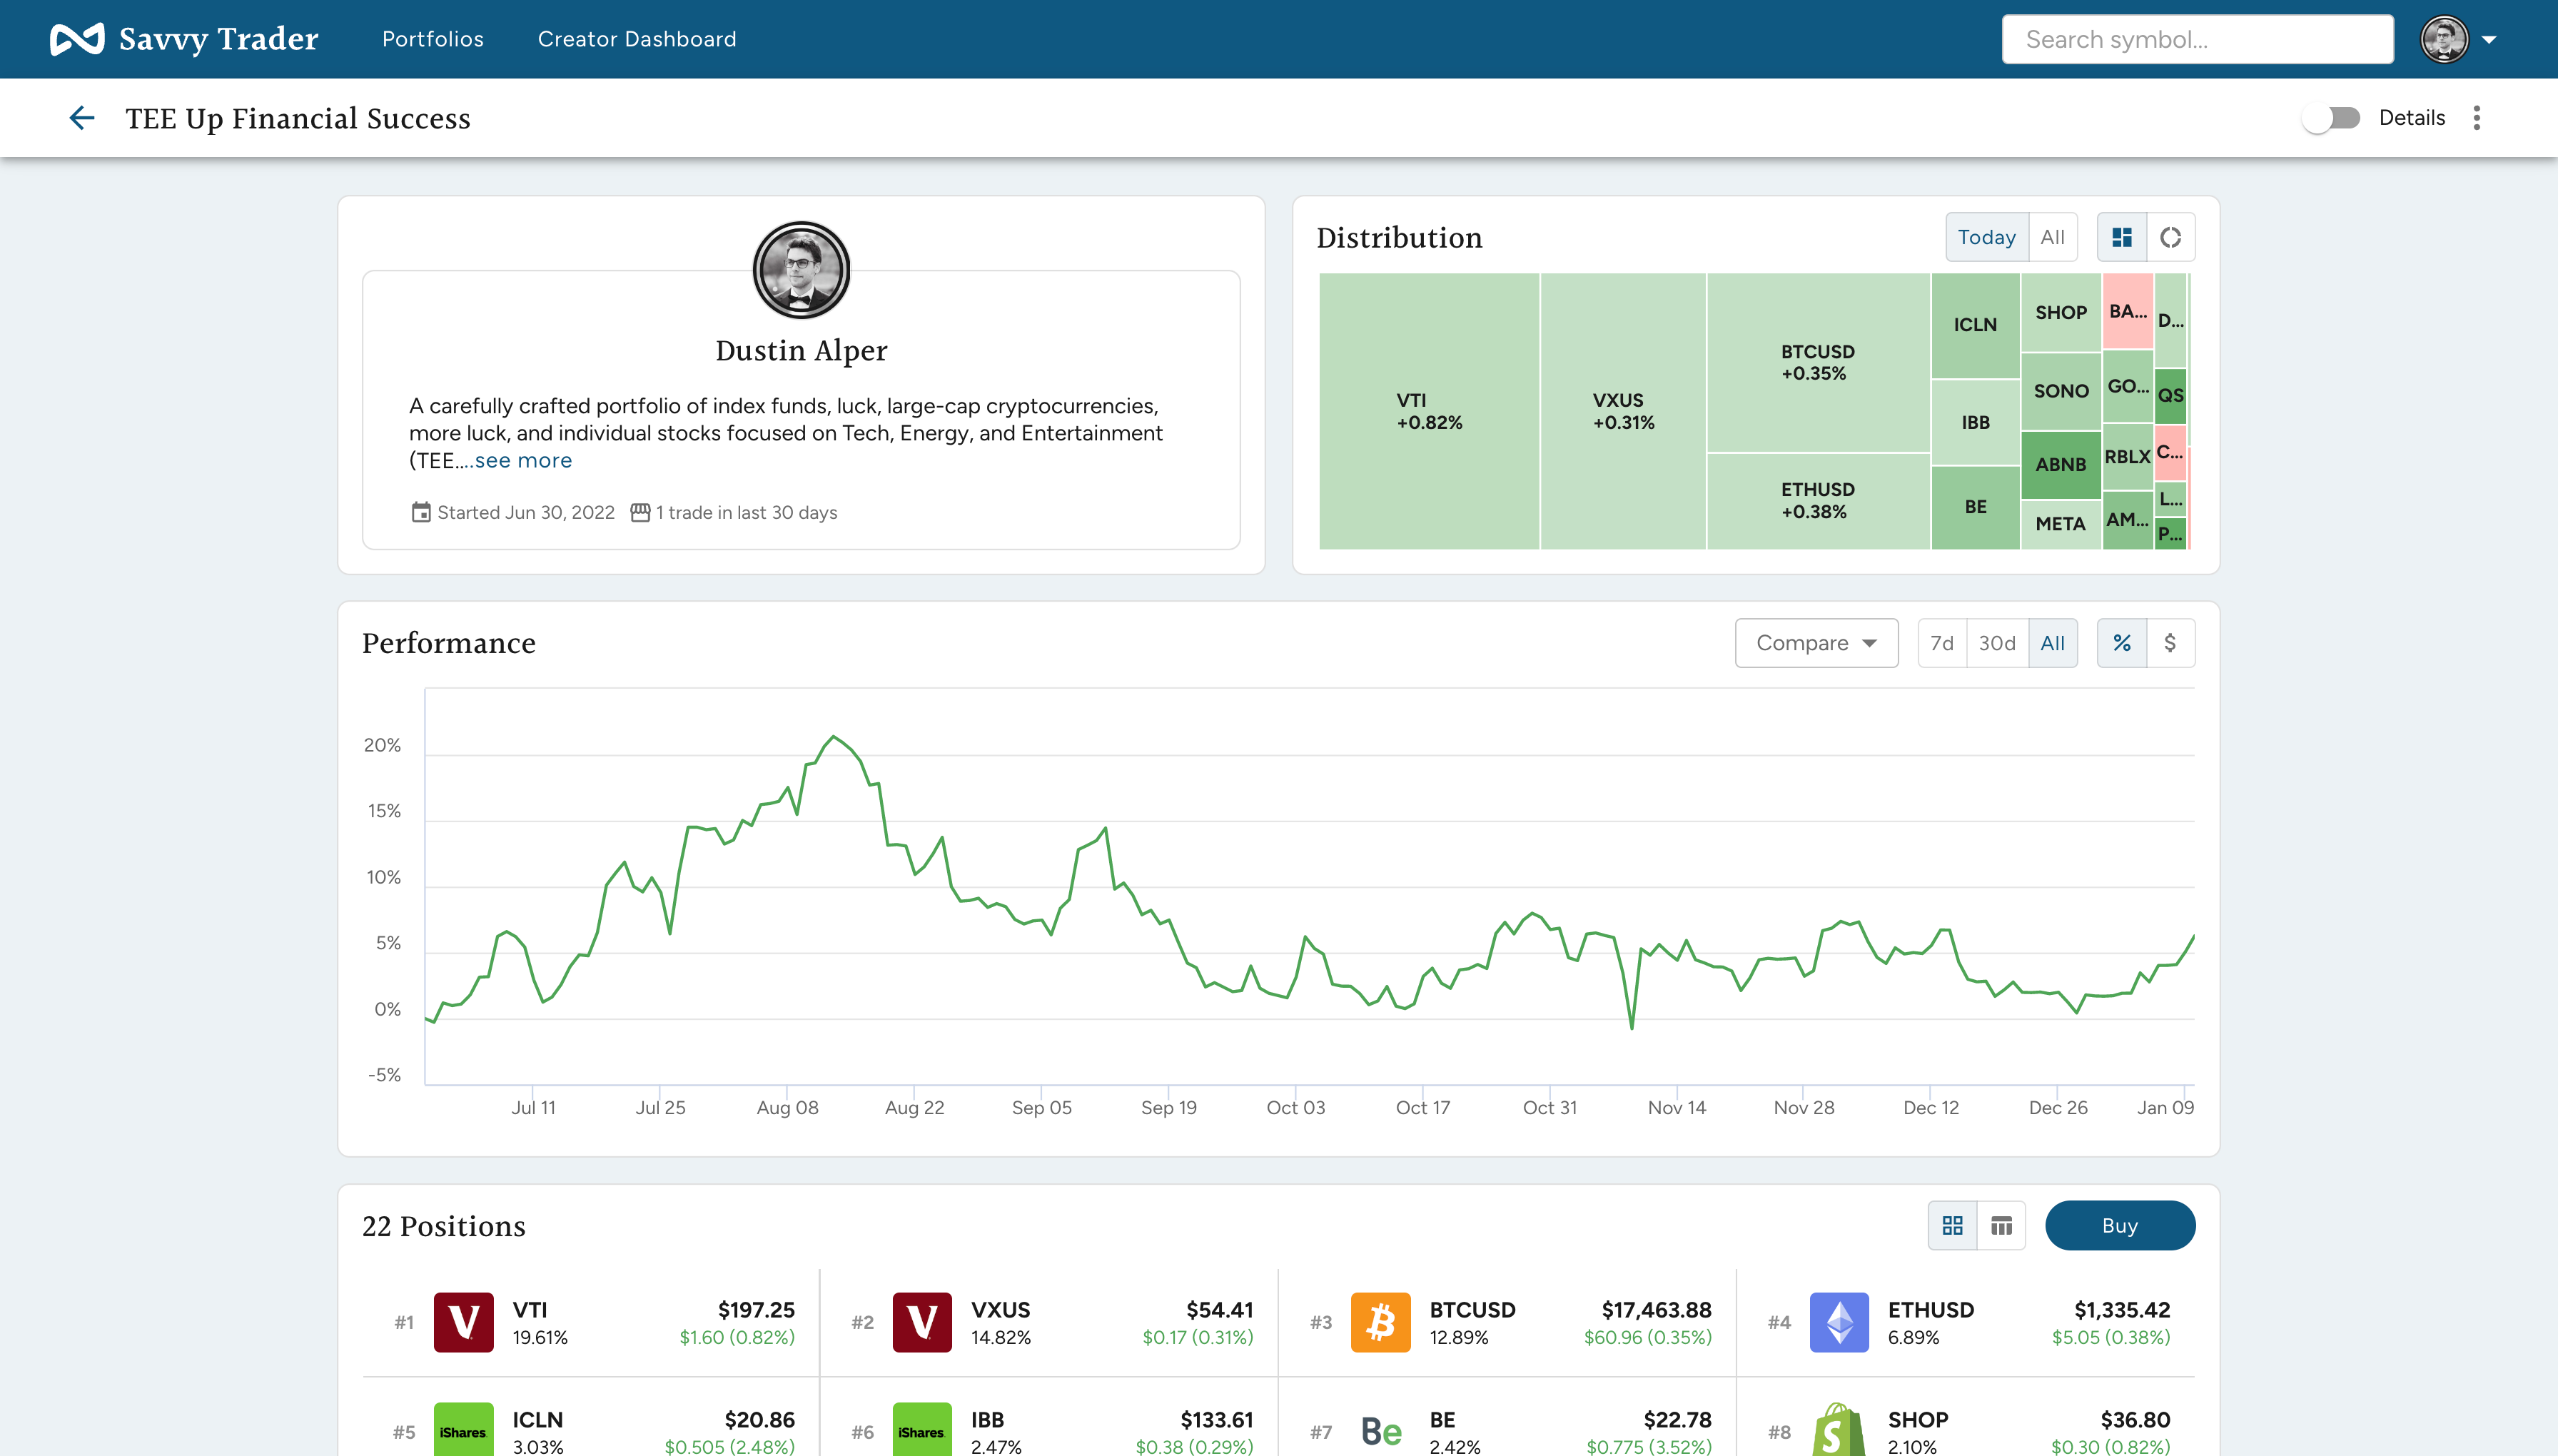 Savvy Trader
Portfolios
Creator Dashboard
Search symbol...
TEE Up Financial Success
Details
Dustin Alper
A carefully crafted portfolio of index funds, luck, large-cap cryptocurrencies,
more luck, and individual stocks focused on Tech, Energy, and Entertainment
(TEE....see more
Started Jun 30, 2022
1 trade in last 30 days
Distribution
Today
All
VTI
+0.82%
VXUS
+0.31%
BTCUSD
+0.35%
ETHUSD
+0.38%
ICLN
IBB
BE
SHOP
SONO
ABNB
META
BA...
GO...
RBLX
AM...
D...
QS
C...
L...
P...
Performance
Compare
7d
30d
All
%
$
20%
15%
10%
5%
0%
-5%
Jul 11
Jul 25
Aug 08
Aug 22
Sep 05
Sep 19
Oct 03
Oct 17
Oct 31
Nov 14
Nov 28
Dec 12
Dec 26
Jan 09
22 Positions
Buy
#1
VTI
19.61%
$197.25
$1.60 (0.82%)
#2
VXUS
14.82%
$54.41
$0.17 (0.31%)
#3
BTCUSD
12.89%
$17,463.88
$60.96 (0.35%)
#4
ETHUSD
6.89%
$1,335.42
$5.05 (0.38%)
#5
iShares.
ICLN
3.03%
$20.86
$0.505 (2.48%)
#6
iShares.
IBB
2.47%
$133.61
$0.38 (0.29%)
#7
Be
BE
2.42%
$22.78
$0.775 (3.52%)
#8
SHOP
2.10%
$36.80
$0.30 (0.82%)